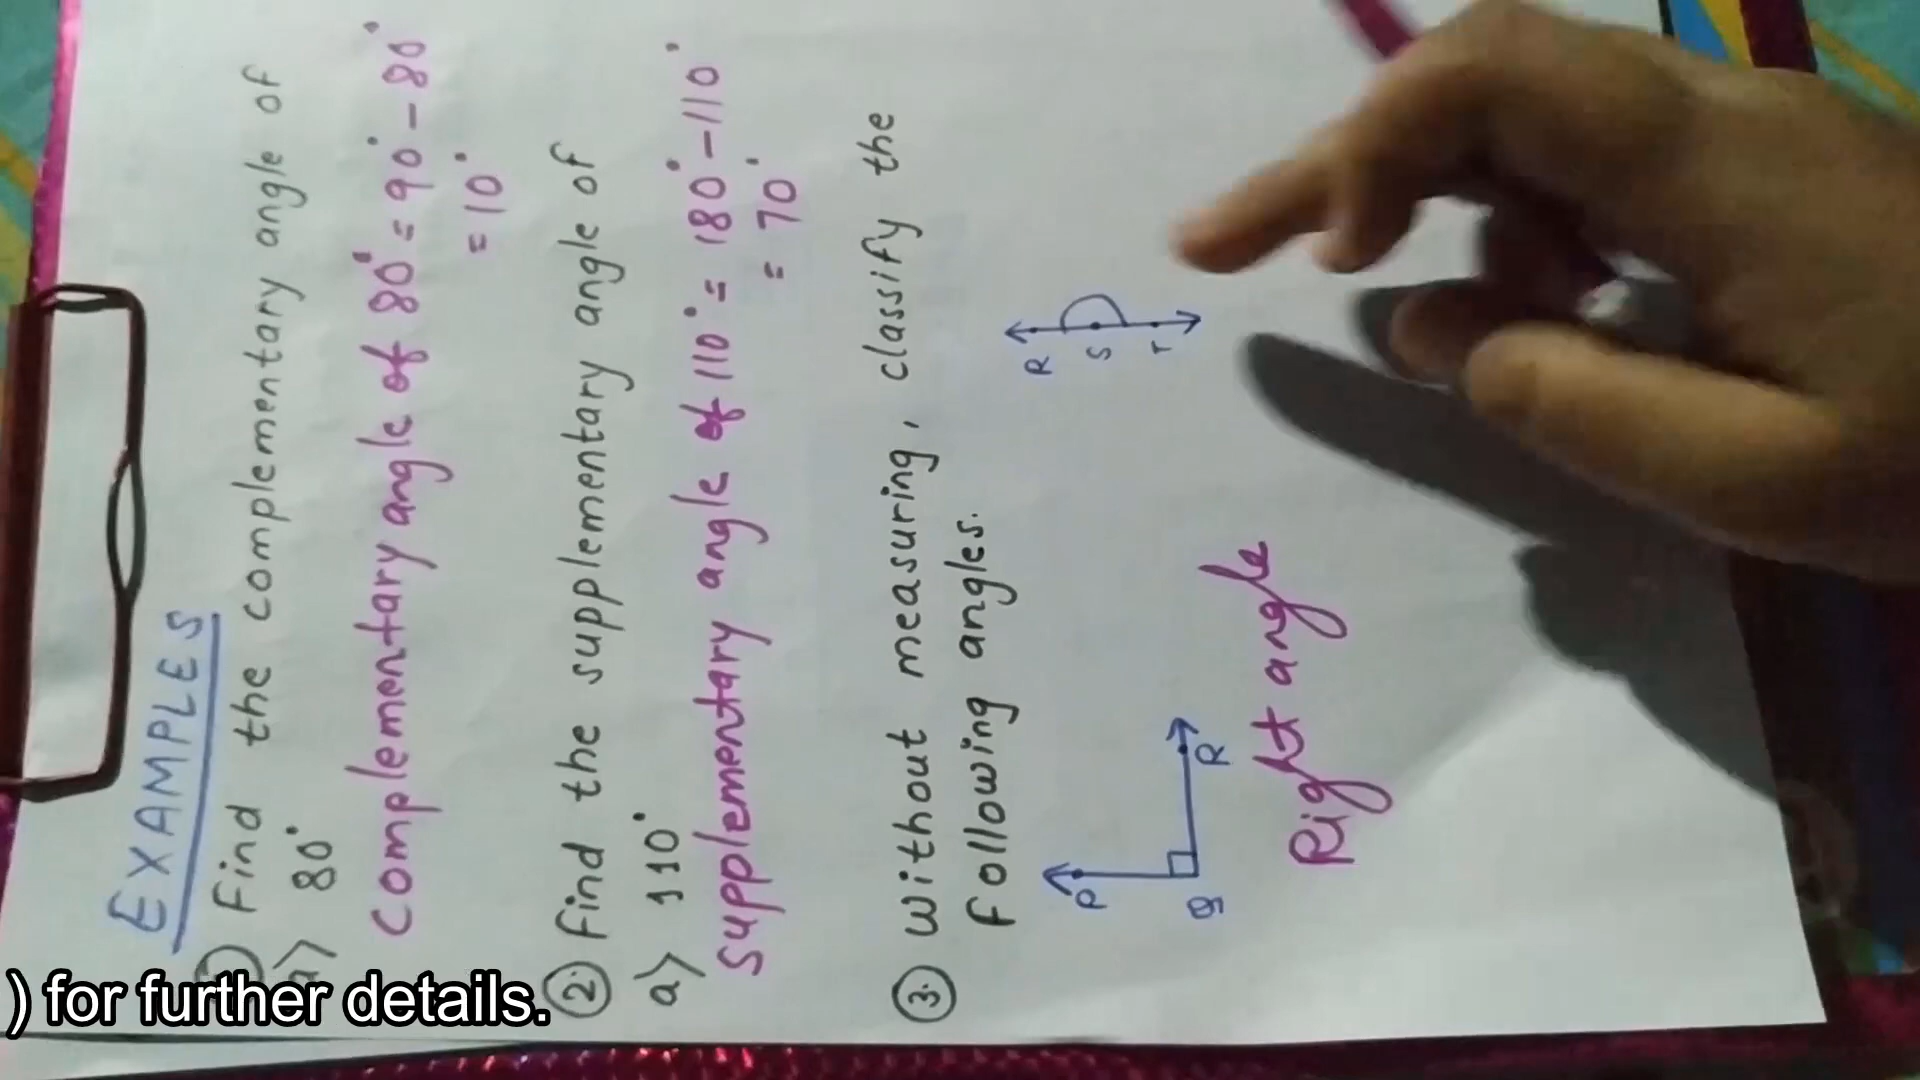 EXAMPLES
1) Find the complementary angle of
a) 80°
Complementary angle of 80° = 90° - 80°
= 10°
2. Find the supplementary angle of
a) 110°
Supplementary angle of 110° = 180° - 110°
= 70°
3. Without measuring, classify the
following angles.
P
Q
R
R
S
T
Right angle
) for further details.